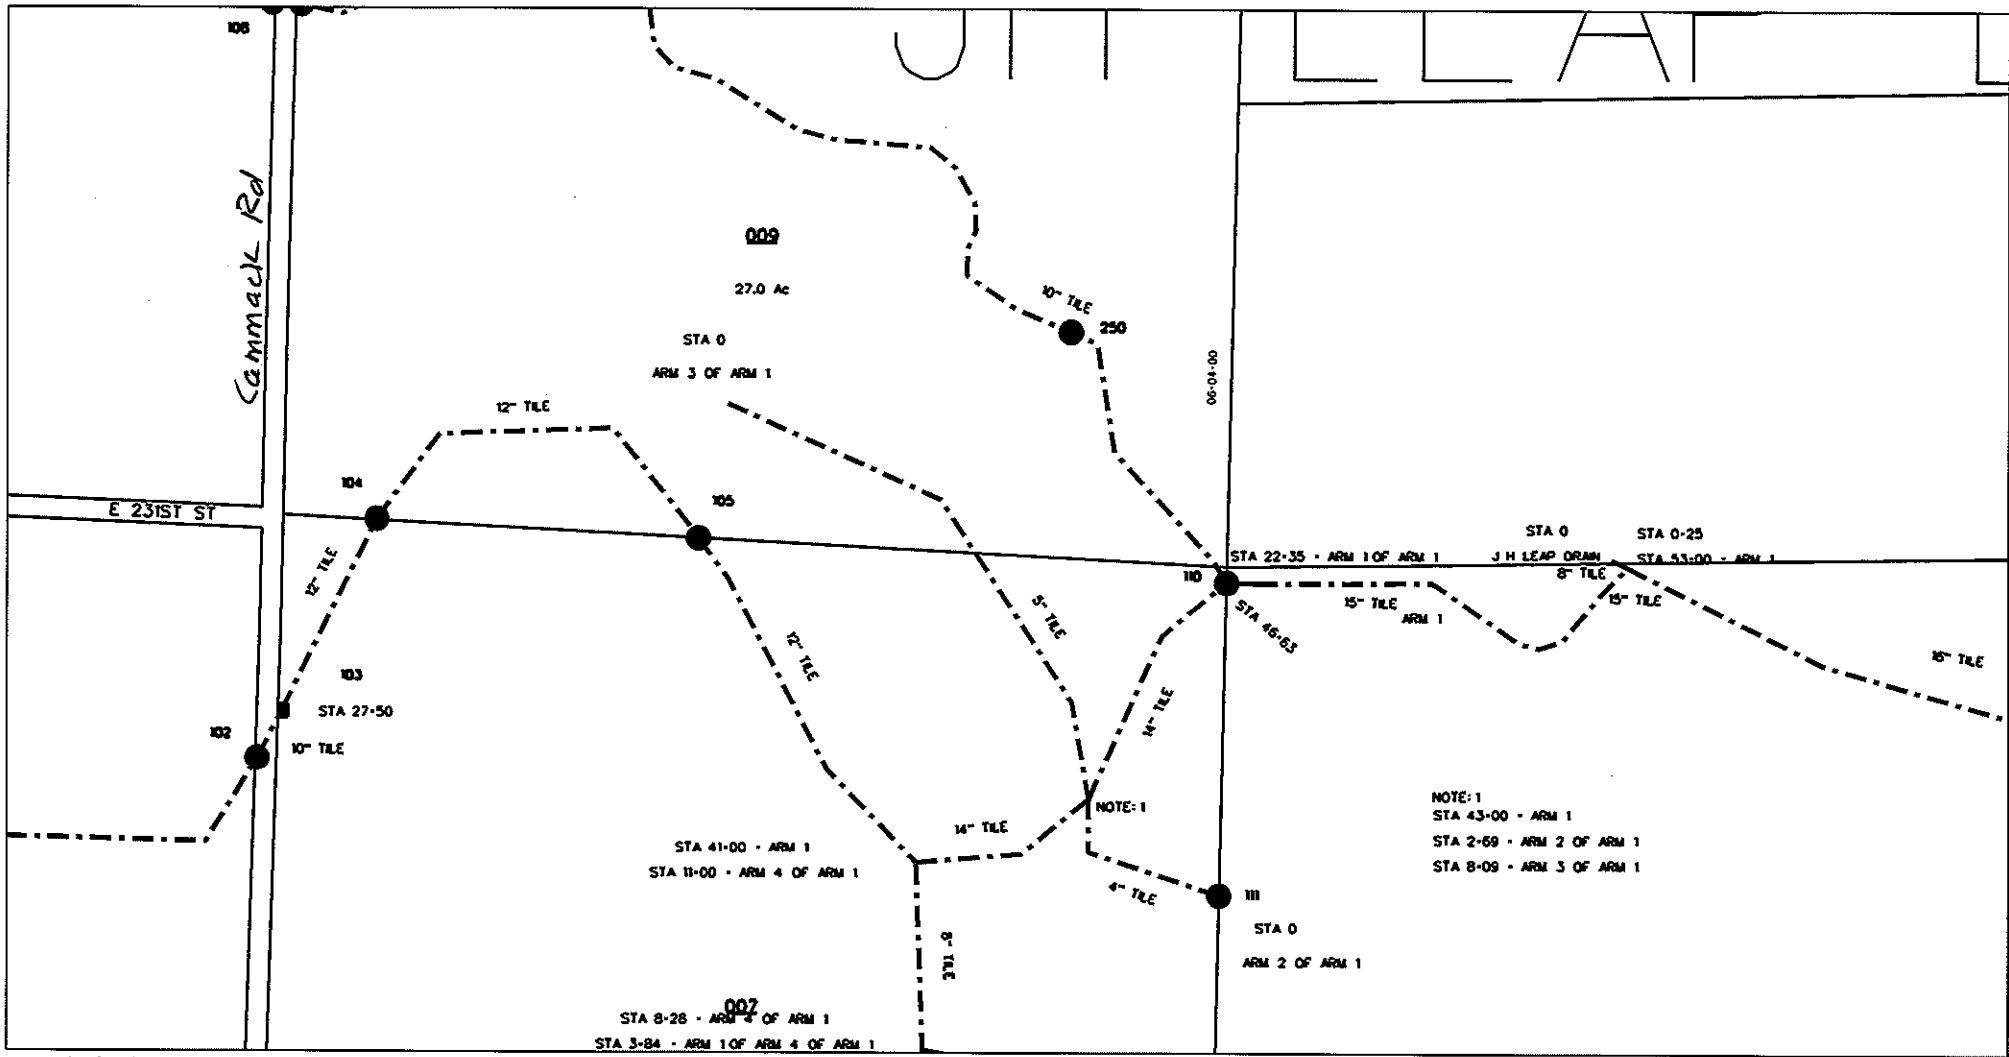 106
Cammack Rd
009
27.0 Ac
10" TILE
250
STA 0
ARM 3 OF ARM 1
06-04-00
12" TILE
104
105
E 231ST ST
STA 0
STA 0+25
STA 22+35 - ARM 1 OF ARM 1
J H LEAP DRAIN
STA 53+00 - ARM 1
110
8" TILE
12" TILE
5" TILE
15" TILE
15" TILE
ARM 1
STA 46+63
12" TILE
16" TILE
103
STA 27+50
14" TILE
102
10" TILE
NOTE: 1
NOTE: 1
STA 43+00 - ARM 1
STA 2+69 - ARM 2 OF ARM 1
STA 8+09 - ARM 3 OF ARM 1
14" TILE
STA 41+00 - ARM 1
STA 11+00 - ARM 4 OF ARM 1
4" TILE
111
STA 0
ARM 2 OF ARM 1
8" TILE
007
STA 8+28 - ARM 4 OF ARM 1
STA 3+84 - ARM 1 OF ARM 4 OF ARM 1